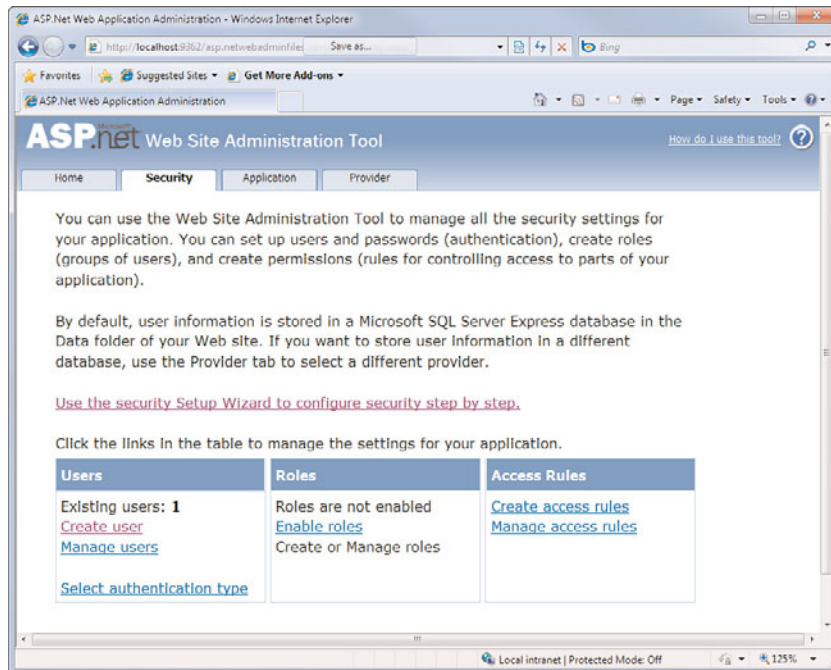 ASP.Net Web Application Administration - Windows Internet Explorer
http://localhost:9362/asp.netwebadminfiles Save as... Bing
Favorites Suggested Sites Get More Add-ons
ASP.Net Web Application Administration Page Safety Tools
Microsoft
ASP.net Web Site Administration Tool How do I use this tool? ?
Home Security Application Provider
You can use the Web Site Administration Tool to manage all the security settings for
your application. You can set up users and passwords (authentication), create roles
(groups of users), and create permissions (rules for controlling access to parts of your
application).
By default, user information is stored in a Microsoft SQL Server Express database in the
Data folder of your Web site. If you want to store user information in a different
database, use the Provider tab to select a different provider.
Use the security Setup Wizard to configure security step by step.
Click the links in the table to manage the settings for your application.
Users Roles Access Rules
Existing users: 1 Roles are not enabled Create access rules
Create user Enable roles Manage access rules
Manage users Create or Manage roles
Select authentication type
Local intranet | Protected Mode: Off 125%